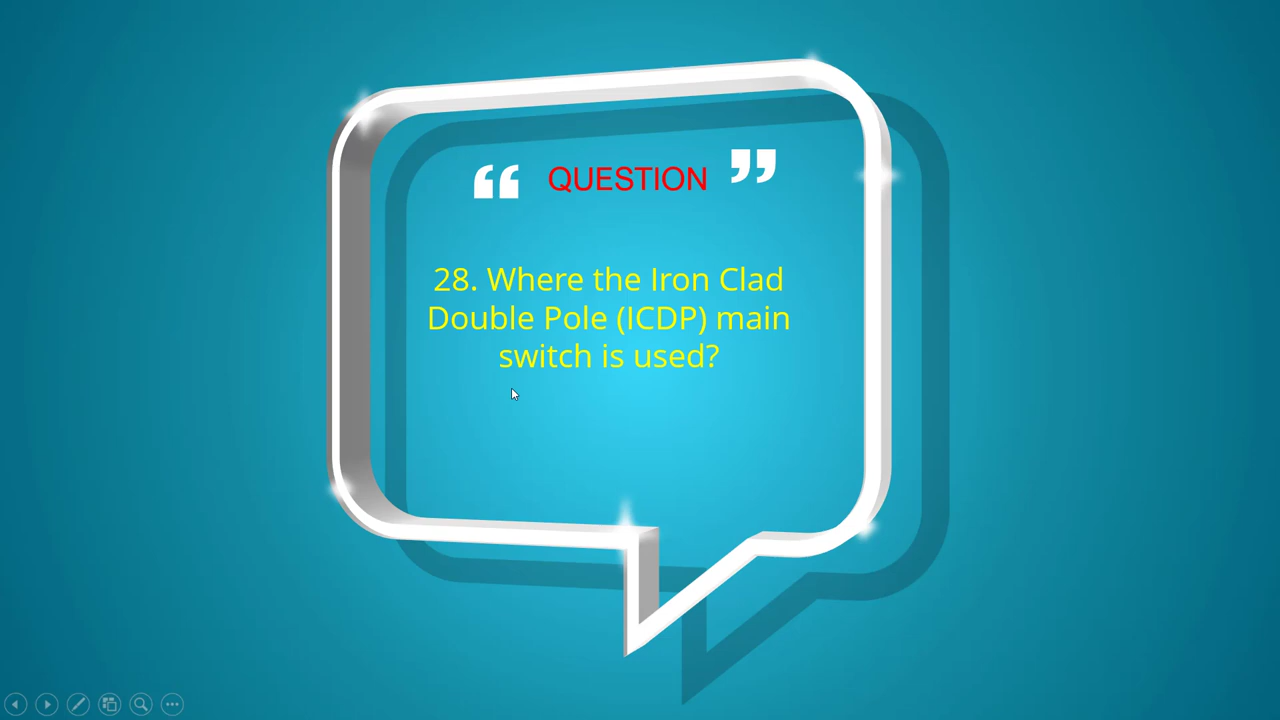 “ QUESTION ”
28. Where the Iron Clad
Double Pole (ICDP) main
switch is used?